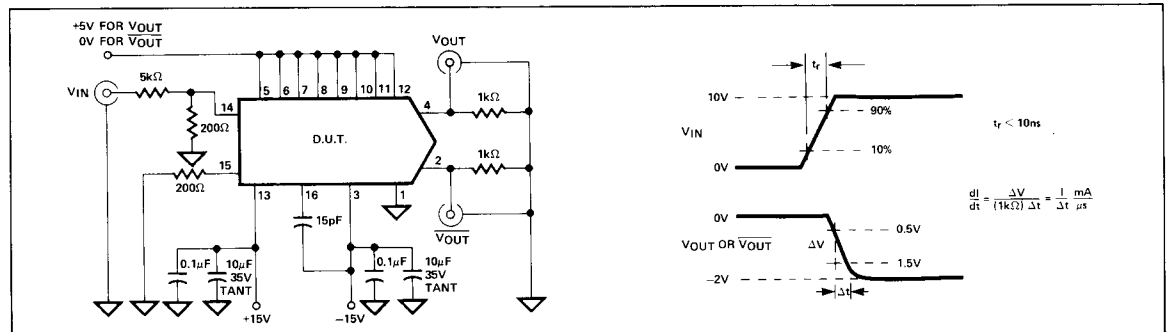 +5V FOR VOUT
0V FOR VOUT
VOUT
5kΩ
VIN
5 6 7 8 9 10 11 12
14
4
1kΩ
200Ω
D.U.T.
15
2
1kΩ
200Ω
13
16
3
1
15pF
VOUT
0.1μF
10μF
35V
TANT
0.1μF
10μF
35V
TANT
+15V
−15V
tr
10V
90%
VIN
tr < 10ns
10%
0V
dI/dt = ΔV/(1kΩ) Δt = I/Δt mA/μs
0V
0.5V
VOUT OR VOUT
ΔV
1.5V
−2V
Δt